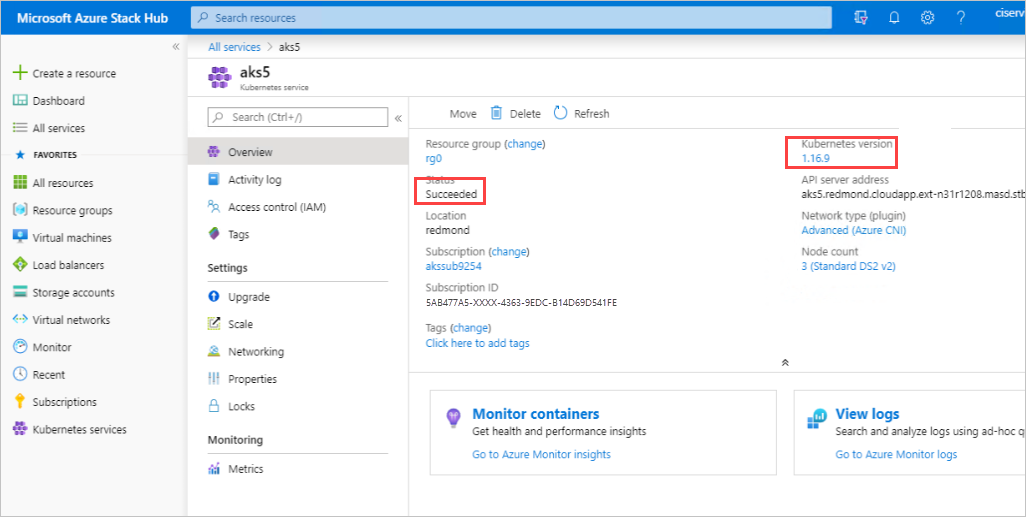 Microsoft Azure Stack Hub
Search resources
?
ciserv
«
Create a resource
Dashboard
All services
FAVORITES
All resources
Resource groups
Virtual machines
Load balancers
Storage accounts
Virtual networks
Monitor
Recent
Subscriptions
Kubernetes services
All services > aks5
aks5
Kubernetes service
Search (Ctrl+/)
«
Overview
Activity log
Access control (IAM)
Tags
Settings
Upgrade
Scale
Networking
Properties
Locks
Monitoring
Metrics
Move Delete Refresh
Resource group (change)
rg0
Status
Succeeded
Location
redmond
Subscription (change)
akssub9254
Subscription ID
5AB477A5-XXXX-4363-9EDC-B14D69D541FE
Tags (change)
Click here to add tags
Kubernetes version
1.16.9
API server address
aks5.redmond.cloudapp.ext-n31r1208.masd.stb
Network type (plugin)
Advanced (Azure CNI)
Node count
3 (Standard DS2 v2)
Monitor containers
Get health and performance insights
Go to Azure Monitor insights
View logs
Search and analyze logs using ad-hoc q
Go to Azure Monitor logs